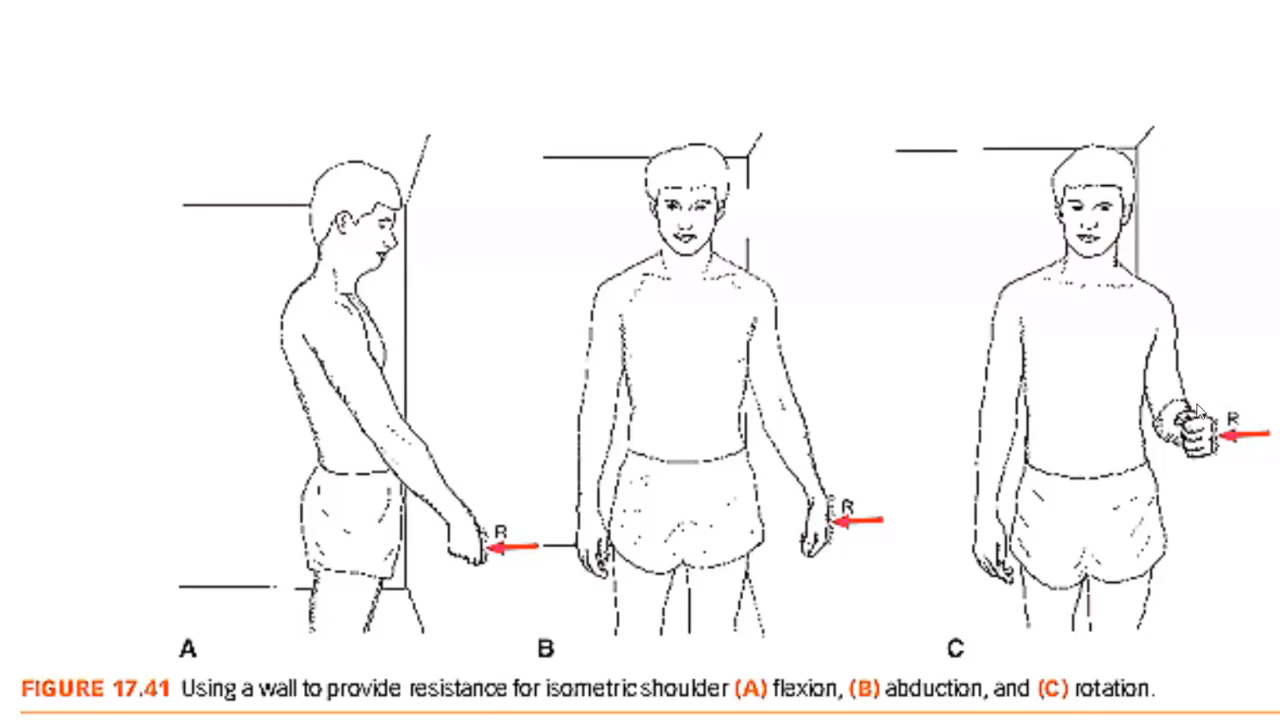 R
R
R
A
B
C
FIGURE 17.41 Using a wall to provide resistance for isometric shoulder (A) flexion, (B) abduction, and (C) rotation.